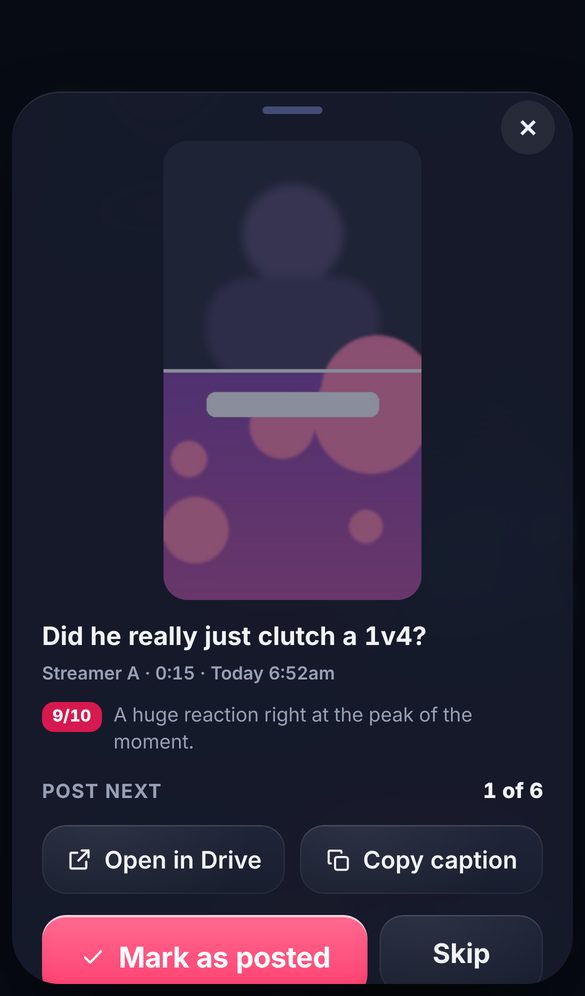 Did he really just clutch a 1v4?
Streamer A · 0:15 · Today 6:52am
9/10 A huge reaction right at the peak of the
moment.
POST NEXT 1 of 6
Open in Drive Copy caption
Mark as posted Skip